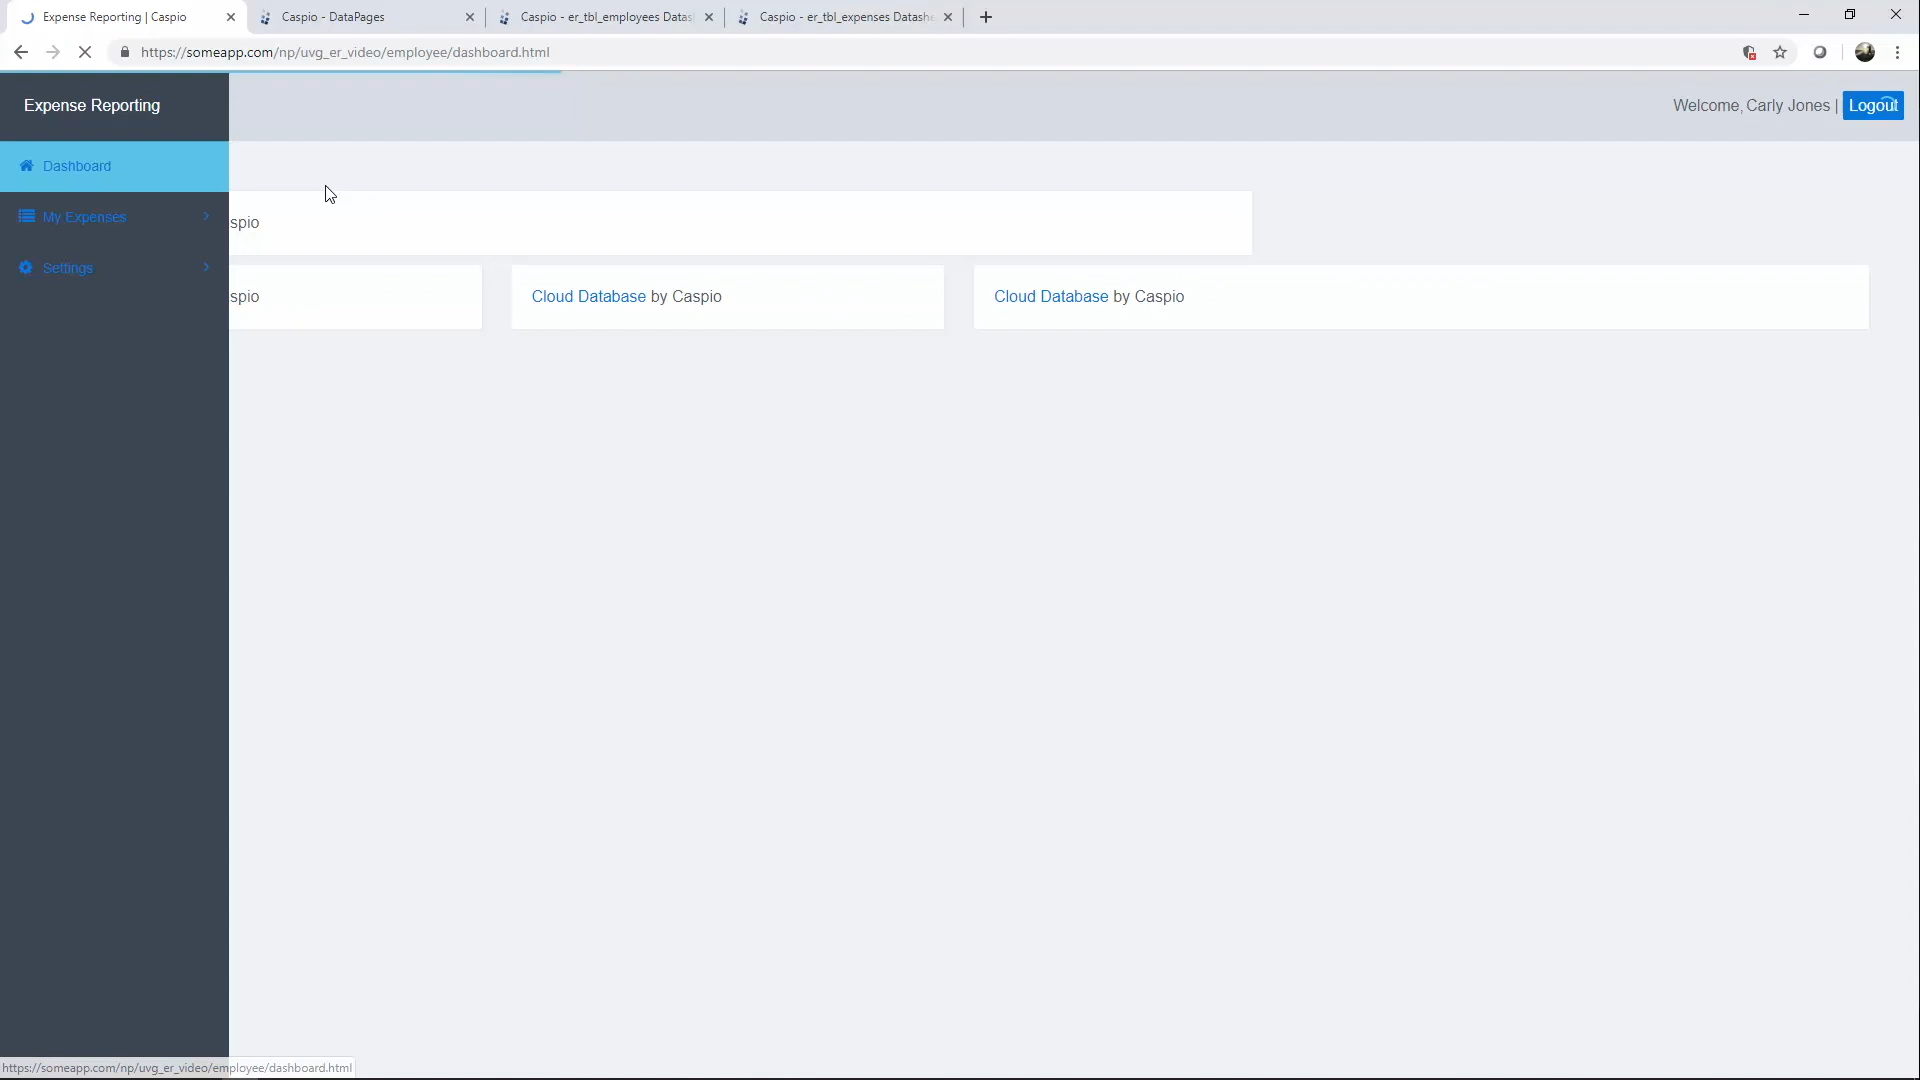 Expense Reporting | Caspio
Caspio - DataPages
Caspio - er_tbl_employees Datas
Caspio - er_tbl_expenses Datashe
https://someapp.com/np/uvg_er_video/employee/dashboard.html
Expense Reporting
Welcome, Carly Jones | Logout
Dashboard
My Expenses
spio
Settings
spio
Cloud Database by Caspio
Cloud Database by Caspio
https://someapp.com/np/uvg_er_video/employee/dashboard.html